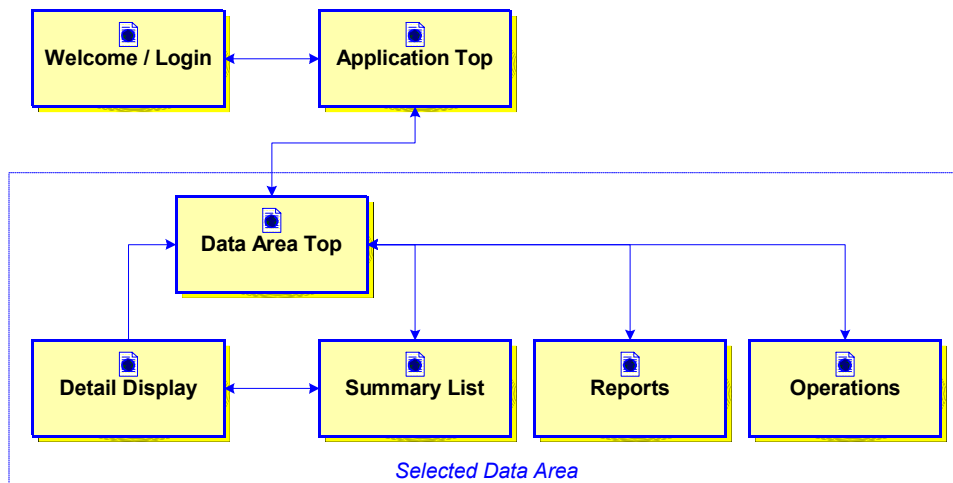 Welcome / Login
Application Top
Data Area Top
Detail Display
Summary List
Reports
Operations
Selected Data Area